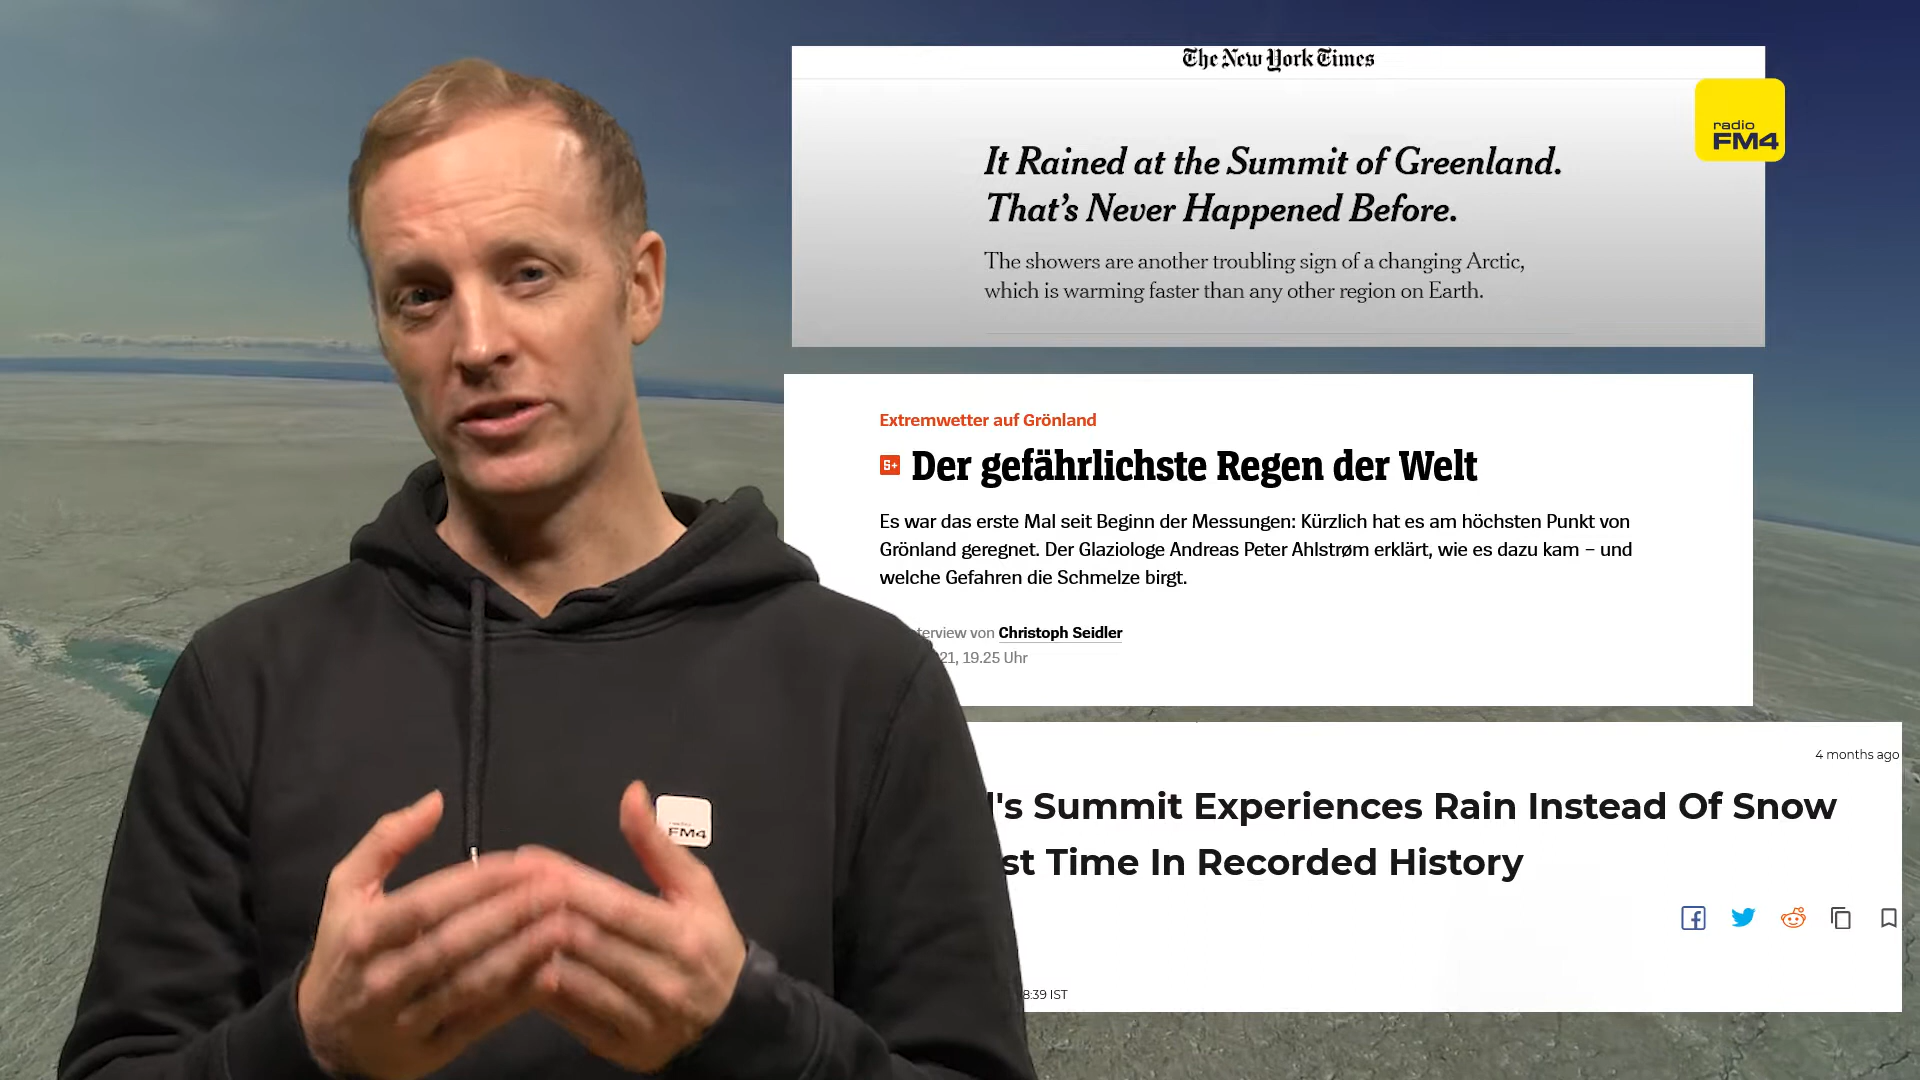 The New York Times
radio
FM4
It Rained at the Summit of Greenland.
That's Never Happened Before.
The showers are another troubling sign of a changing Arctic,
which is warming faster than any other region on Earth.
Extremwetter auf Grönland
S+ Der gefährlichste Regen der Welt
Es war das erste Mal seit Beginn der Messungen: Kürzlich hat es am höchsten Punkt von
Grönland geregnet. Der Glaziologe Andreas Peter Ahlstrøm erklärt, wie es dazu kam – und
welche Gefahren die Schmelze birgt.
von Christoph Seidler
21, 19.25 Uhr
4 months ago
's Summit Experiences Rain Instead Of Snow
st Time In Recorded History
FM4
8:39 IST